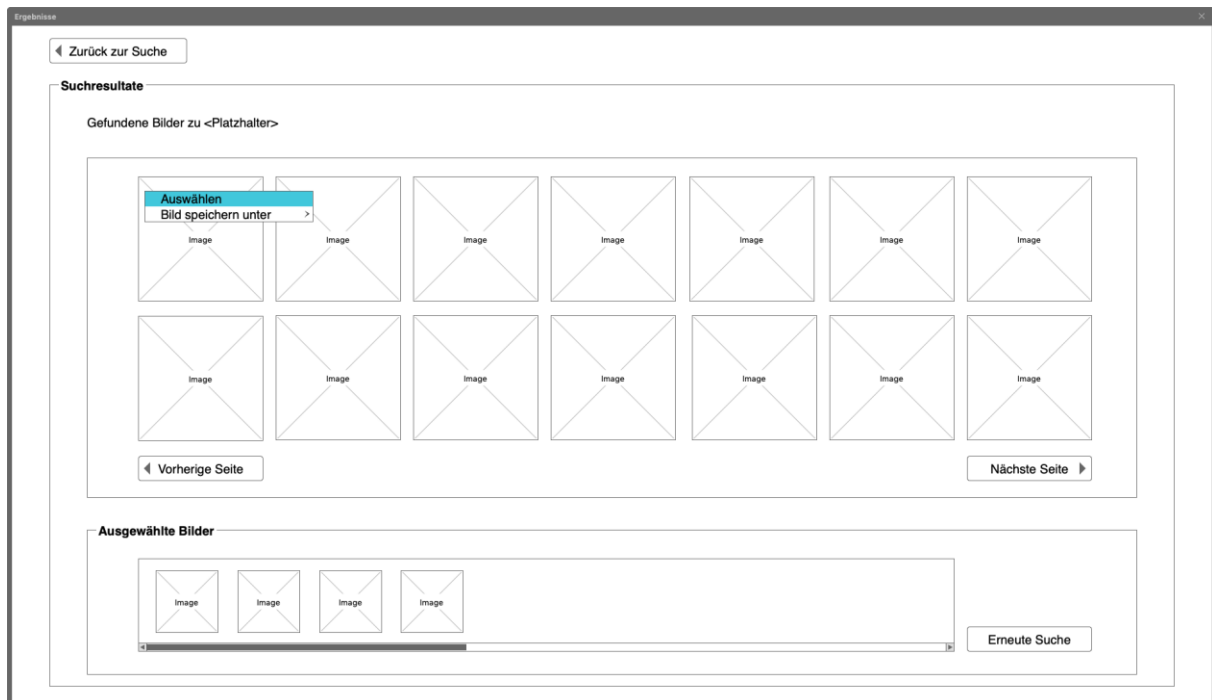 Ergebnisse
Zurück zur Suche
Suchresultate
Gefundene Bilder zu <Platzhalter>
Auswählen
Bild speichern unter >
Image Image Image Image Image Image Image
Image Image Image Image Image Image Image
Vorherige Seite Nächste Seite
Ausgewählte Bilder
Image Image Image Image
Erneute Suche